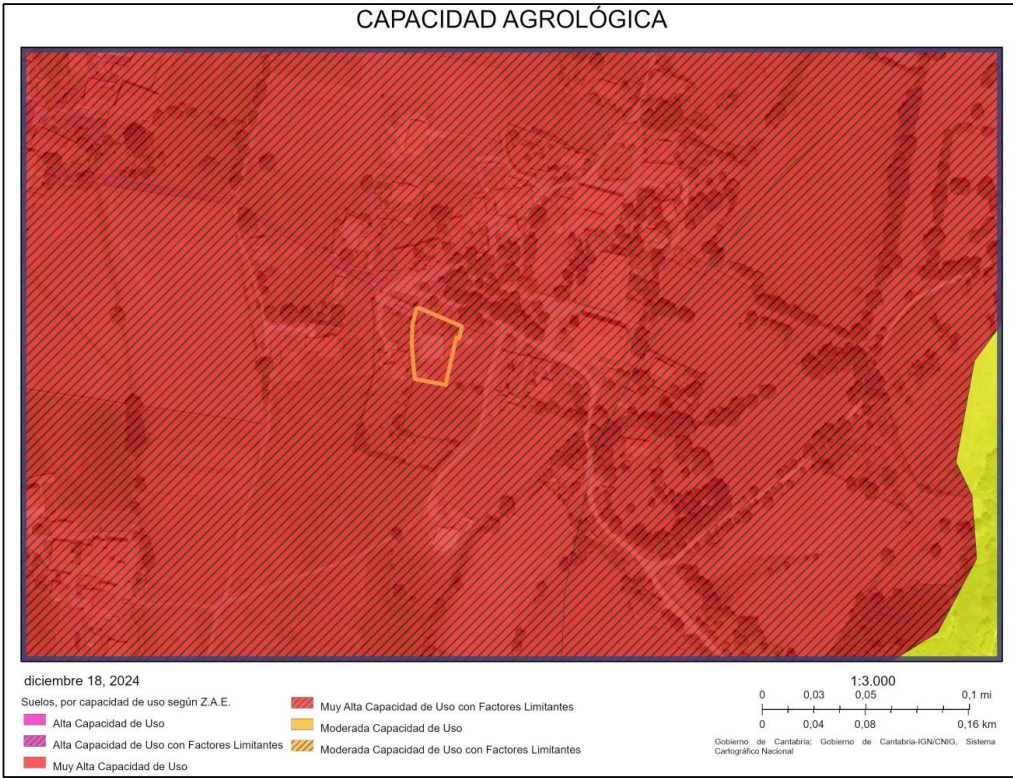 CAPACIDAD AGROLÓGICA
diciembre 18, 2024
Suelos, por capacidad de uso según Z.A.E.
Alta Capacidad de Uso
Alta Capacidad de Uso con Factores Limitantes
Muy Alta Capacidad de Uso
Muy Alta Capacidad de Uso con Factores Limitantes
Moderada Capacidad de Uso
Moderada Capacidad de Uso con Factores Limitantes
1:3.000
0 0,03 0,05 0,1 mi
0 0,04 0,08 0,16 km
Gobierno de Cantabria; Gobierno de Cantabria-IGN/CNIG, Sistema
Cartográfico Nacional